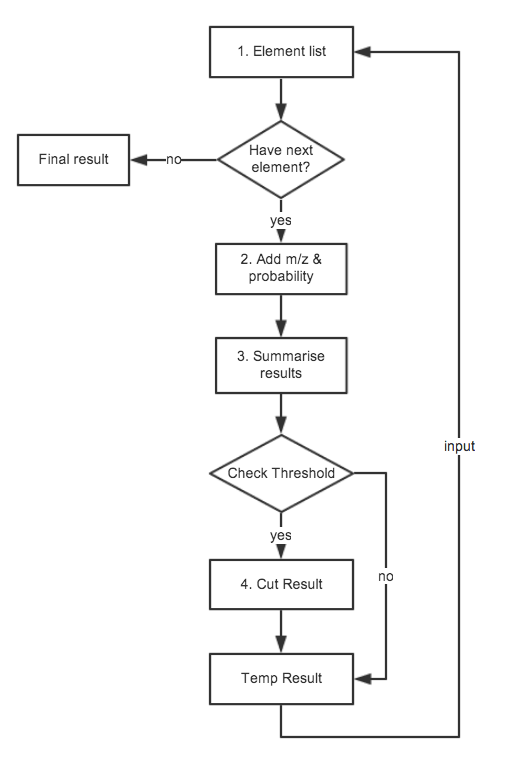 1. Element list
Have next
element?
no
Final result
yes
2. Add m/z &
probability
3. Summarise
results
input
Check Threshold
yes
no
4. Cut Result
Temp Result